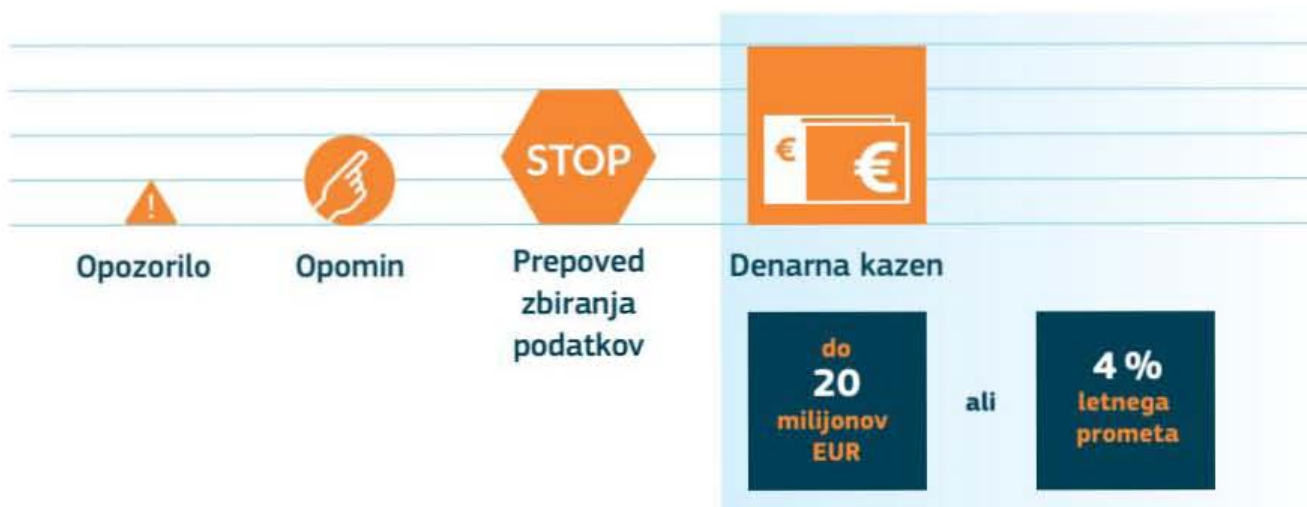 !
STOP
€
€
Opozorilo
Opomin
Prepoved
zbiranja
podatkov
Denarna kazen
do
20
milijonov
EUR
ali
4 %
letnega
prometa